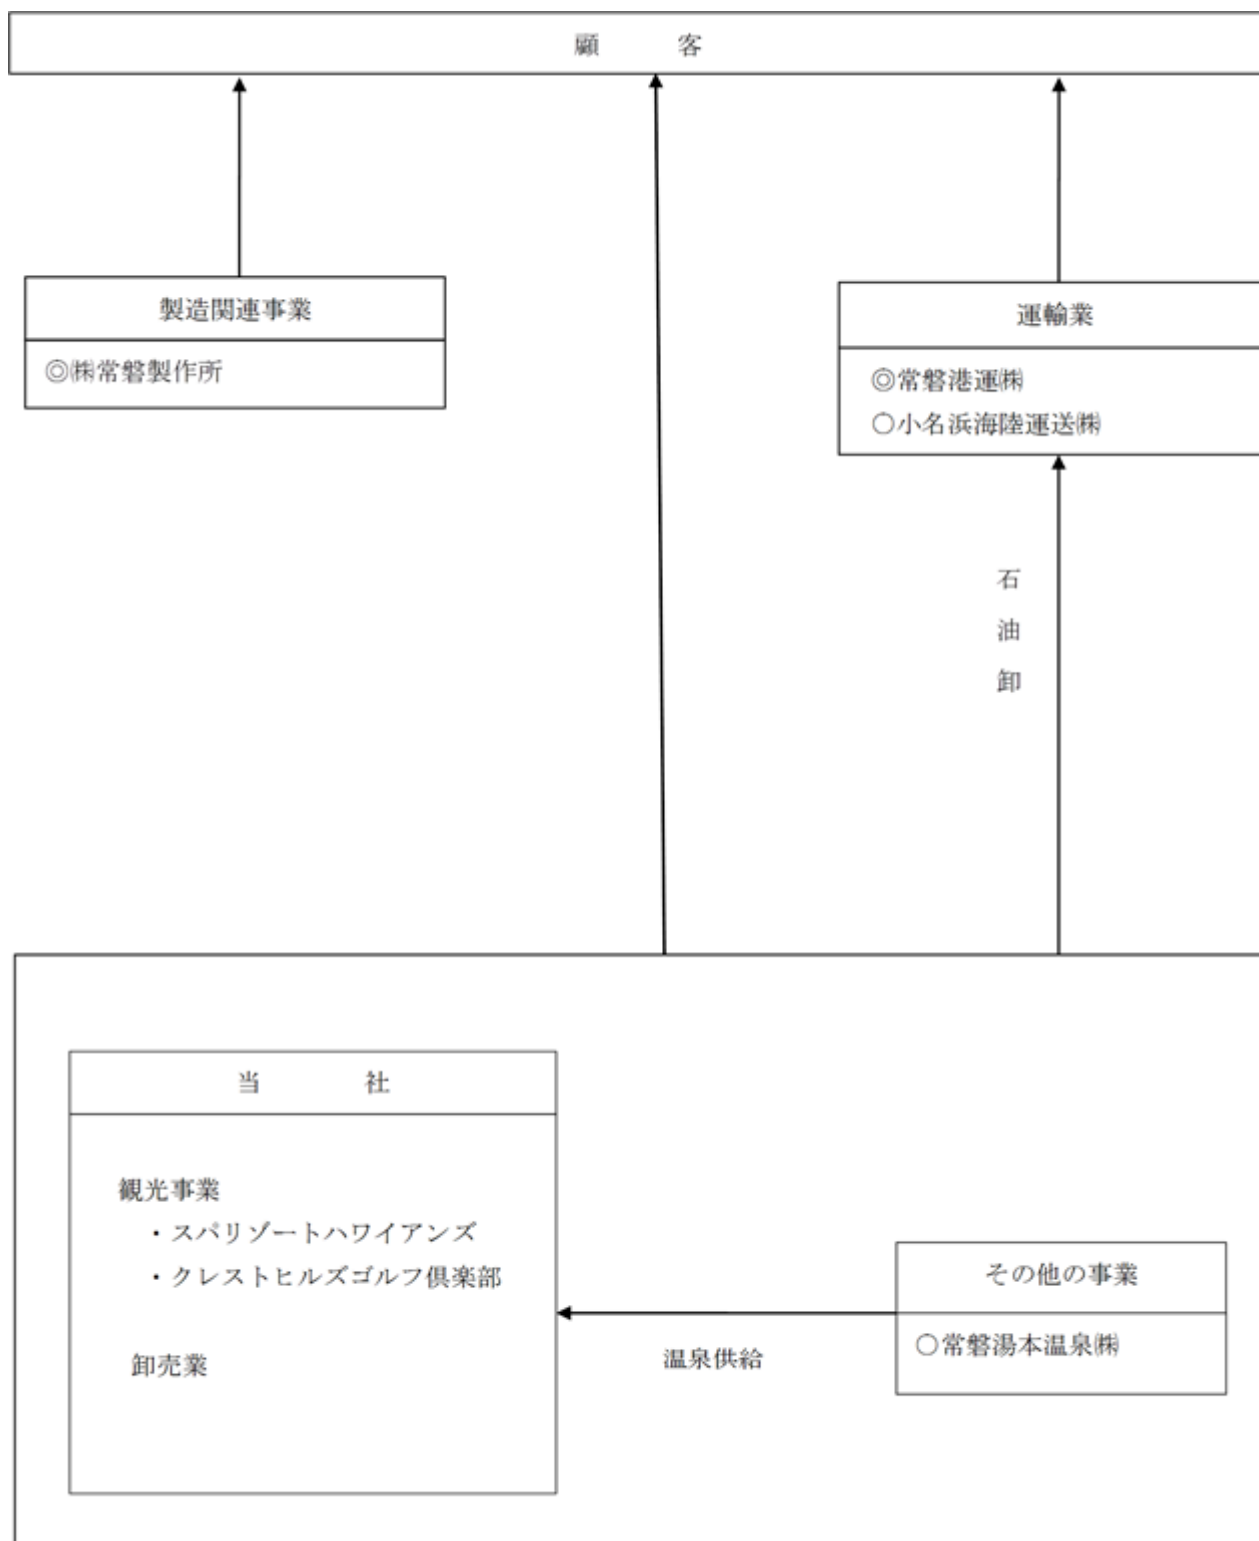 顧　　客
製造関連事業
◎㈱常磐製作所
運輸業
◎常磐港運㈱
○小名浜海陸運送㈱
石油卸
当　　社
観光事業
・スパリゾートハワイアンズ
・クレストヒルズゴルフ倶楽部
卸売業
その他の事業
○常磐湯本温泉㈱
温泉供給